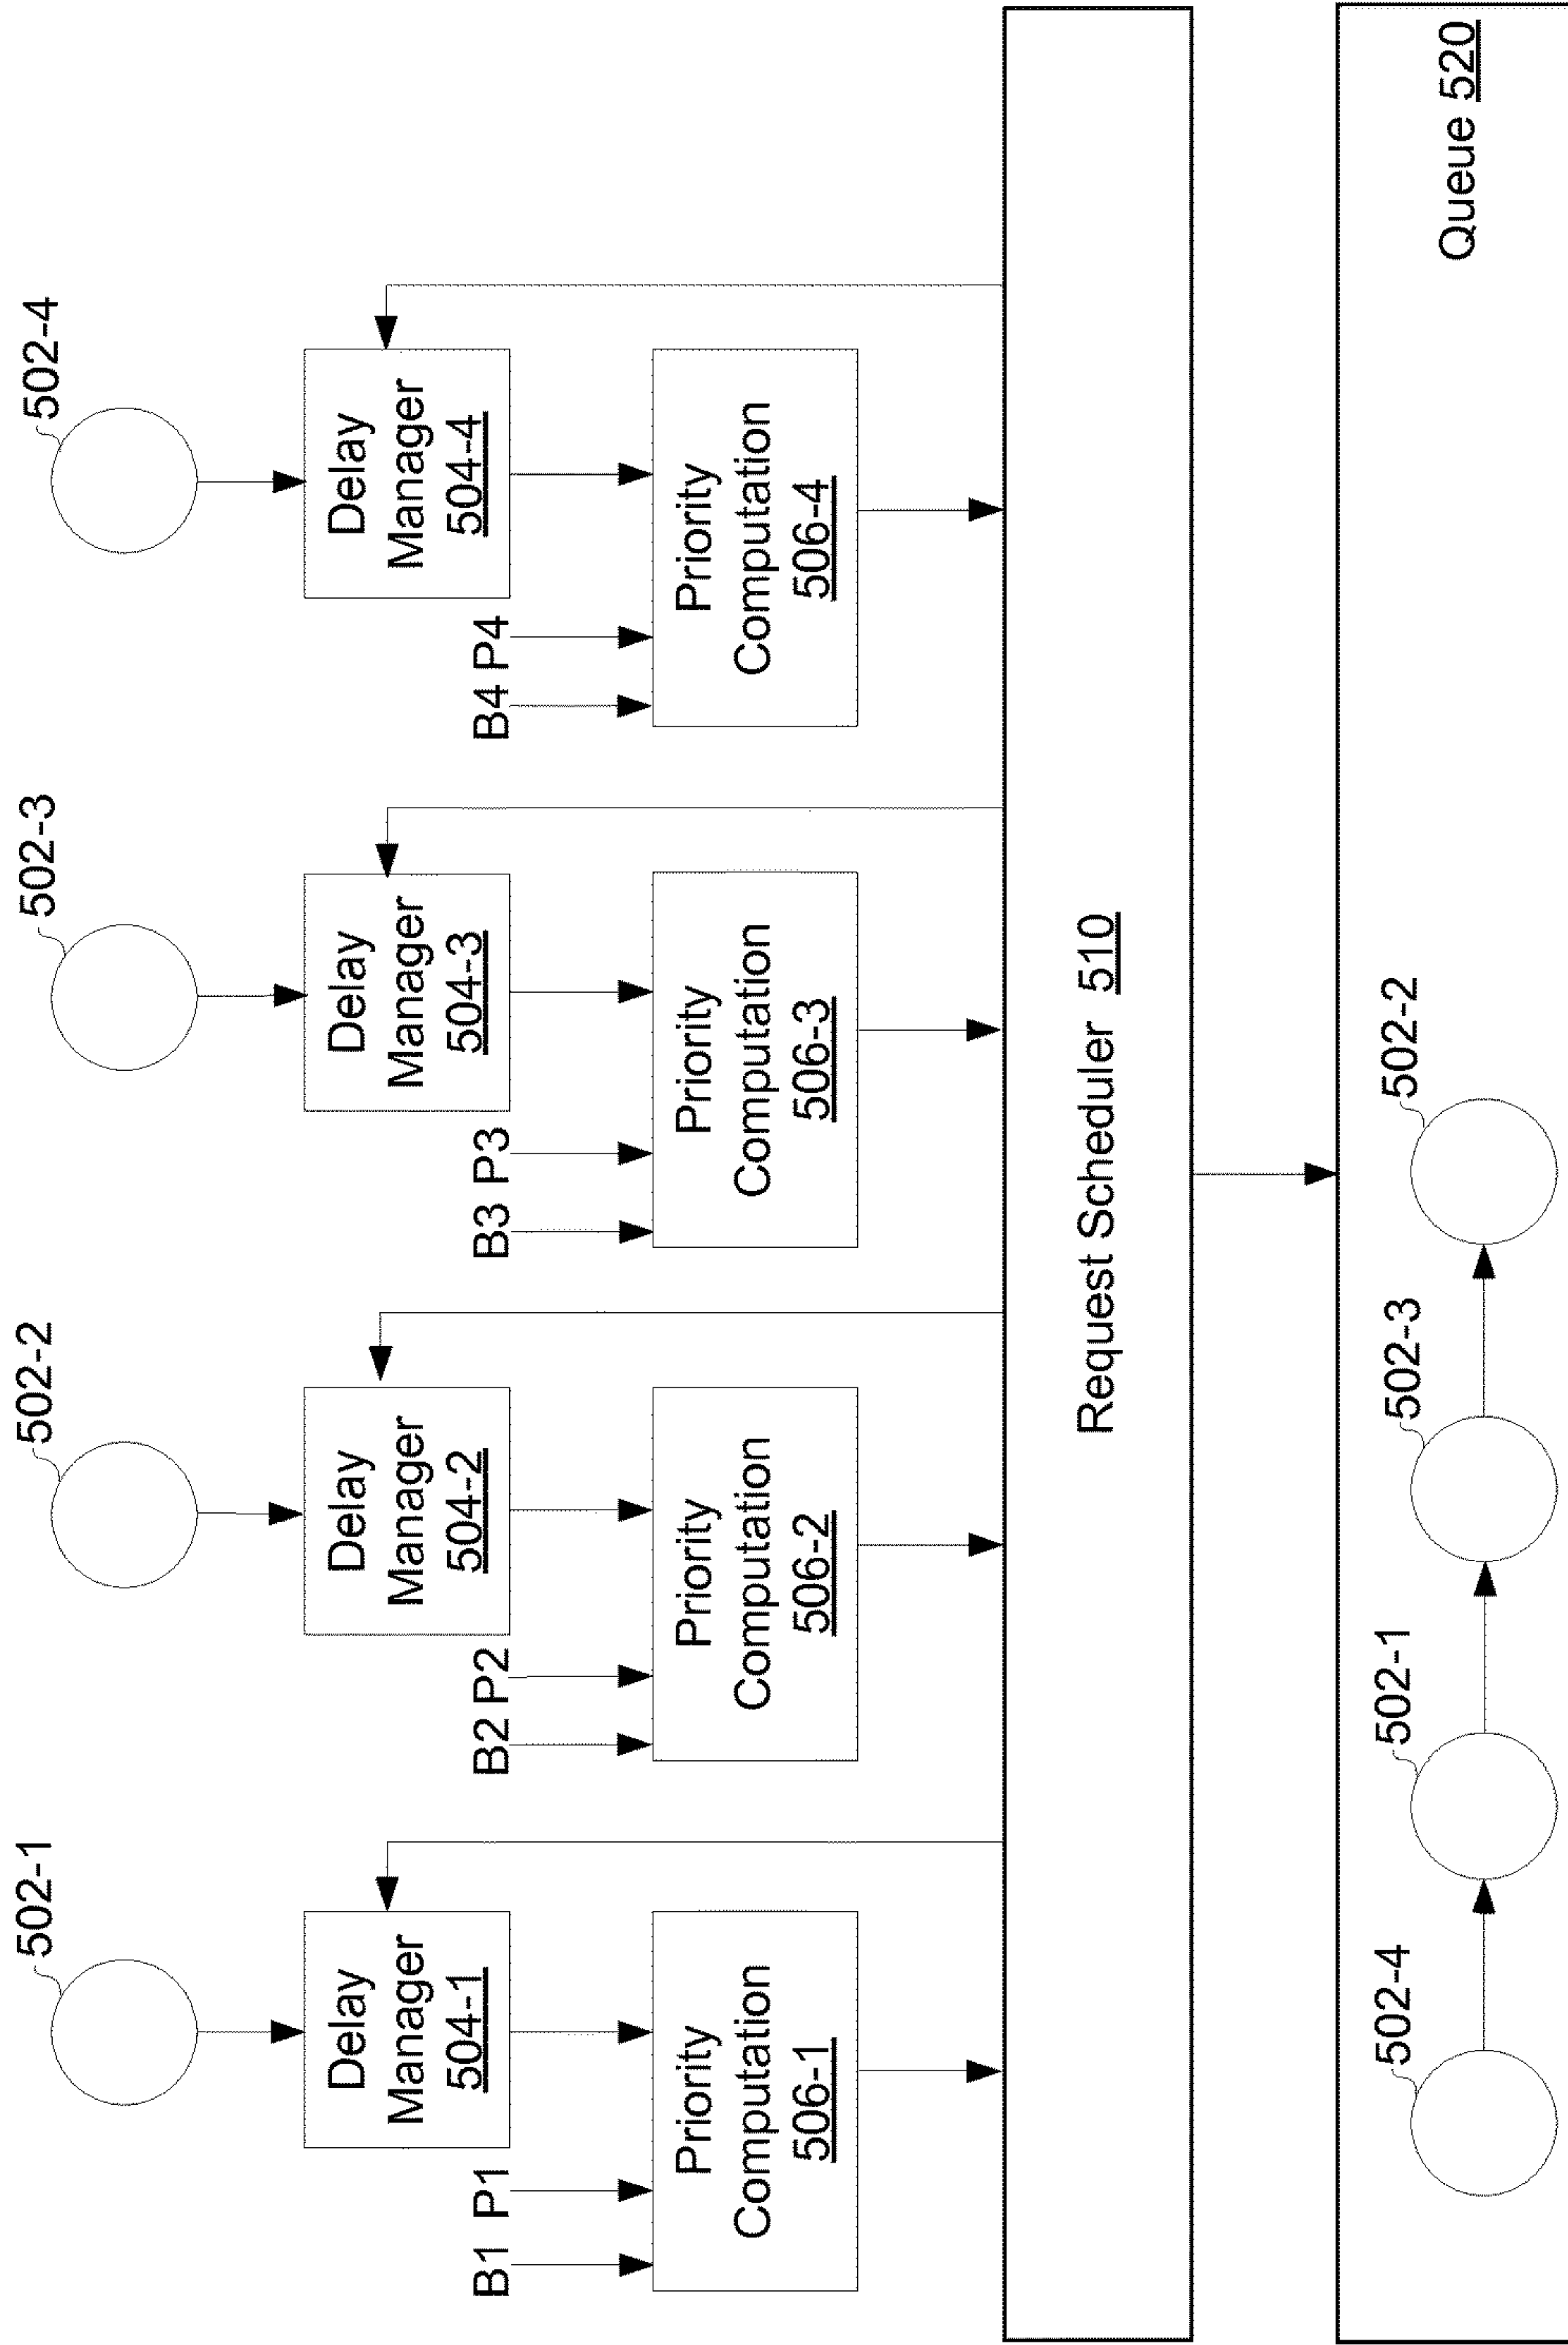 502-1
502-2
502-3
502-4
Delay
Manager
504-1
Delay
Manager
504-2
Delay
Manager
504-3
Delay
Manager
504-4
B1 P1
B2 P2
B3 P3
B4 P4
Priority
Computation
506-1
Priority
Computation
506-2
Priority
Computation
506-3
Priority
Computation
506-4
Request Scheduler 510
Queue 520
502-4
502-1
502-3
502-2